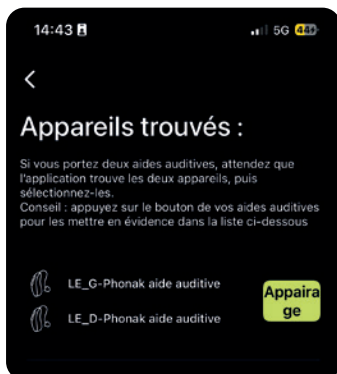 14:43
5G 44
Appareils trouvés :
Si vous portez deux aides auditives, attendez que
l'application trouve les deux appareils, puis
sélectionnez-les.
Conseil : appuyez sur le bouton de vos aides auditives
pour les mettre en évidence dans la liste ci-dessous
LE_G-Phonak aide auditive
Appaira
ge
LE_D-Phonak aide auditive